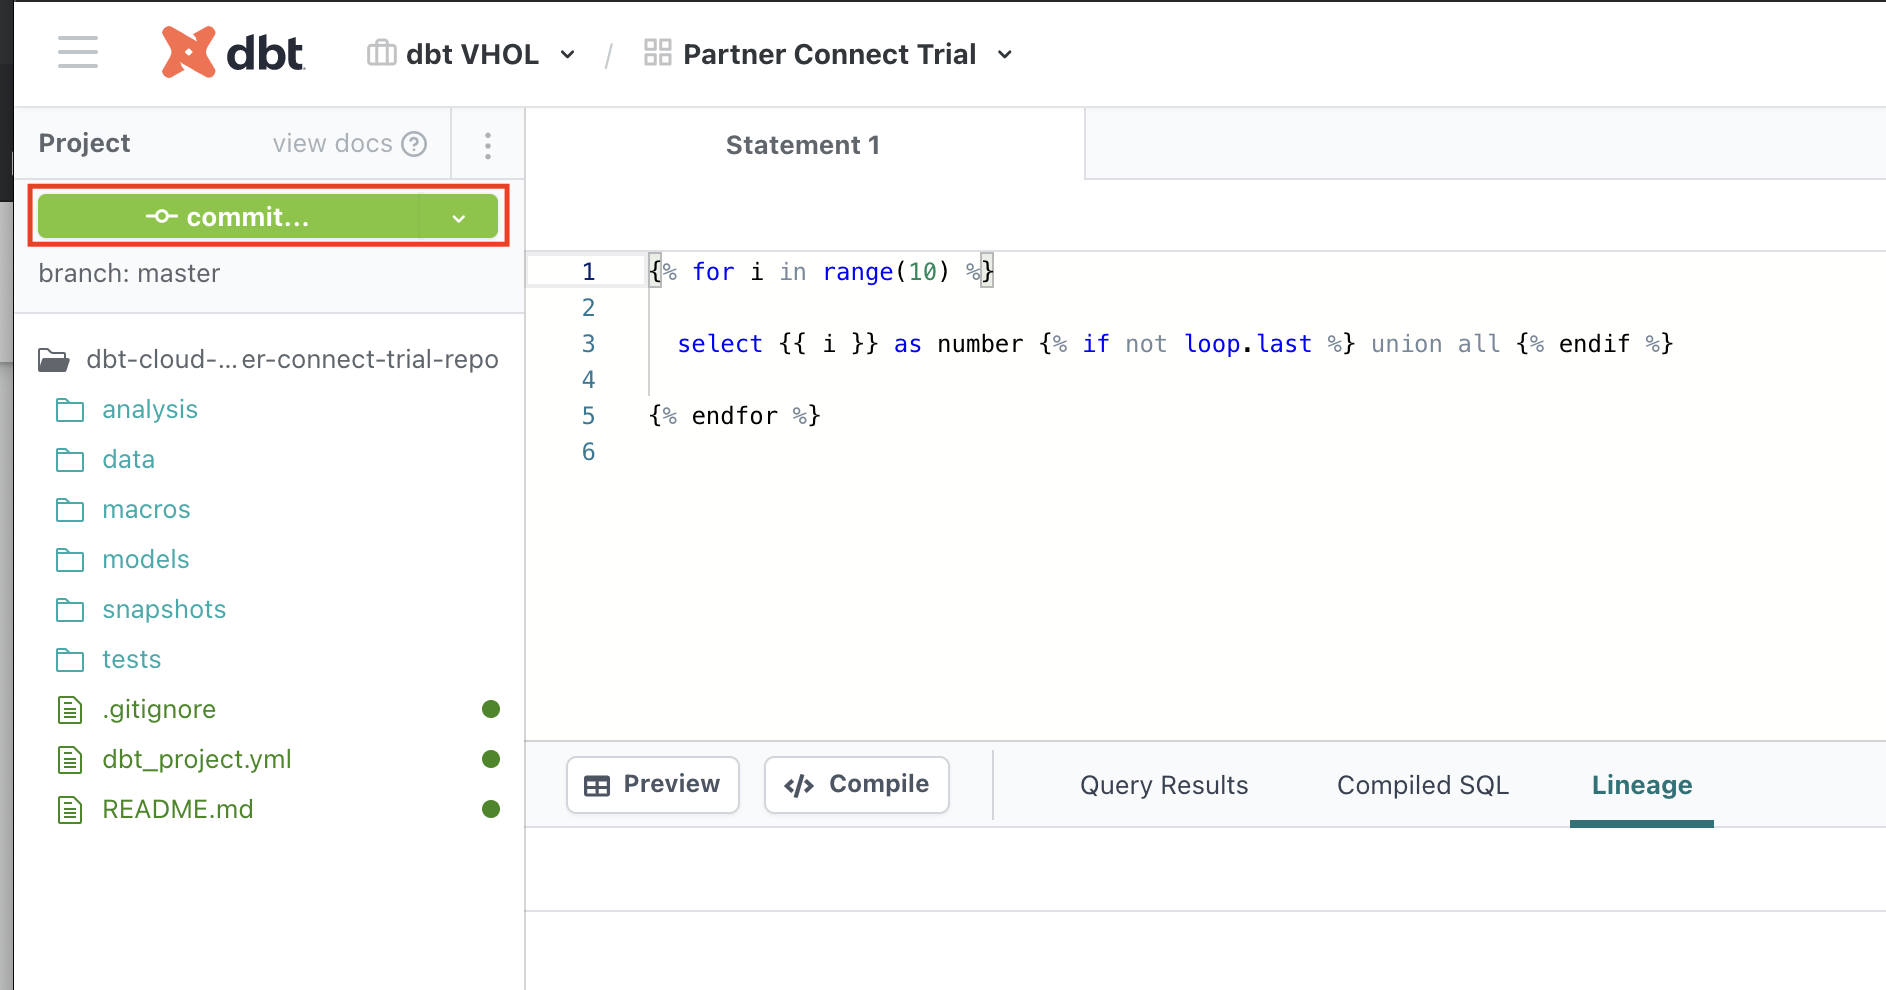 dbt dbt VHOL / Partner Connect Trial
Project view docs ?
Statement 1
commit...
branch: master
dbt-cloud-...er-connect-trial-repo
analysis
data
macros
models
snapshots
tests
.gitignore
dbt_project.yml
README.md
1 {% for i in range(10) %}
2
3 select {{ i }} as number {% if not loop.last %} union all {% endif %}
4
5 {% endfor %}
6
Preview </> Compile Query Results Compiled SQL Lineage